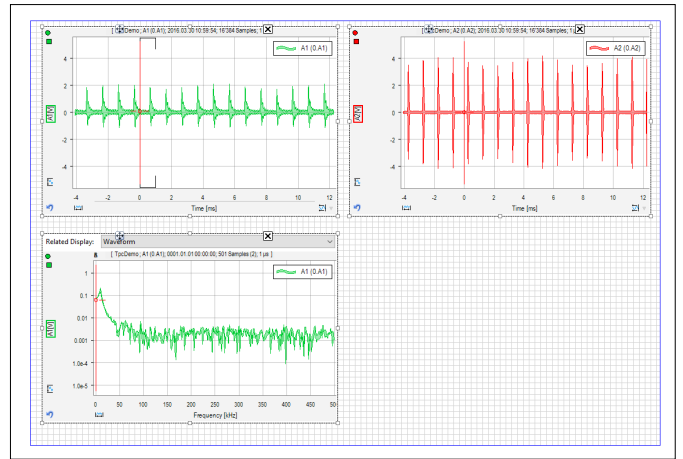 [ TpcDemo ; A1 (0.A1); 2016.03.30 10:59:54; 16'384 Samples; 1
A1 (0.A1)
4
2
0
-2
-4
A1[V]
-4 -2 0 2 4 6 8 10 12
Time [ms]
[ TpcDemo ; A2 (0.A2); 2016.03.30 10:59:54; 16'384 Samples; 1 µs
A2 (0.A2)
4
2
0
-2
-4
A2[V]
-4 -2 0 2 4 6 8 10 12
Time [ms]
Related Display: Waveform
[ TpcDemo ; A1 (0.A1); 0001.01.01 00:00:00; 501 Samples (2); 1 µs ]
A1 (0.A1)
1
0.1
0.01
0.001
1.0e-4
1.0e-5
A1[V]
0 50 100 150 200 250 300 350 400 450 500
Frequency [kHz]